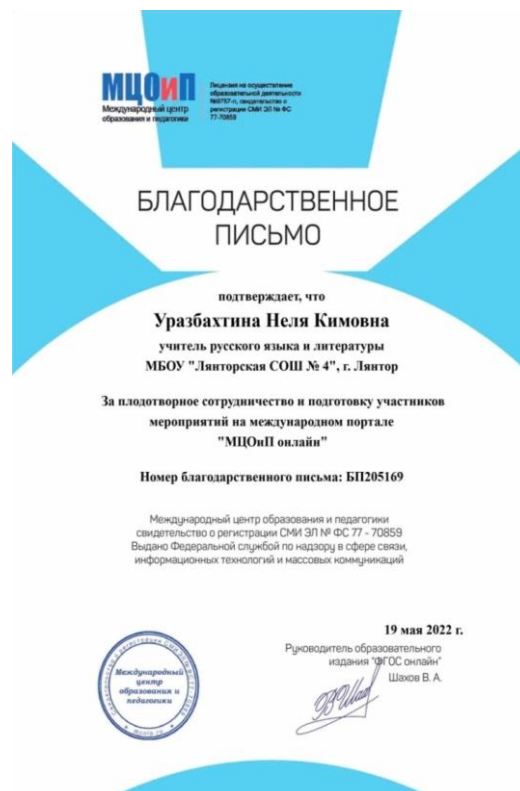 МЦОиП
Международный центр
образования и педагогики
Лицензия на осуществление
образовательной деятельности
№9757-л, свидетельство о
регистрации СМИ ЭЛ № ФС
77-70859
БЛАГОДАРСТВЕННОЕ
ПИСЬМО
подтверждает, что
Уразбахтина Неля Кимовна
учитель русского языка и литературы
МБОУ "Лянторская СОШ № 4", г. Лянтор
За плодотворное сотрудничество и подготовку участников
мероприятий на международном портале
"МЦОиП онлайн"
Номер благодарственного письма: БП205169
Международный центр образования и педагогики
свидетельство о регистрации СМИ ЭЛ № ФС 77 - 70859
Выдано Федеральной службой по надзору в сфере связи,
информационных технологий и массовых коммуникаций
19 мая 2022 г.
Руководитель образовательного
издания "ФГОС онлайн"
Шахов В. А.
Международный
центр
образования и
педагогики